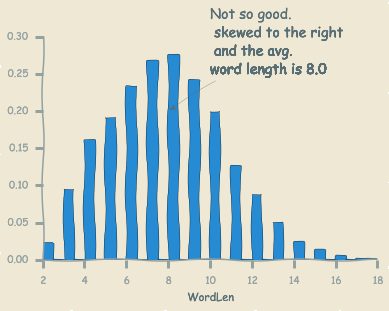 Not so good.
skewed to the right
and the avg.
word length is 8.0
0.30
0.25
0.20
0.15
0.10
0.05
0.00
2 4 6 8 10 12 14 16 18
WordLen